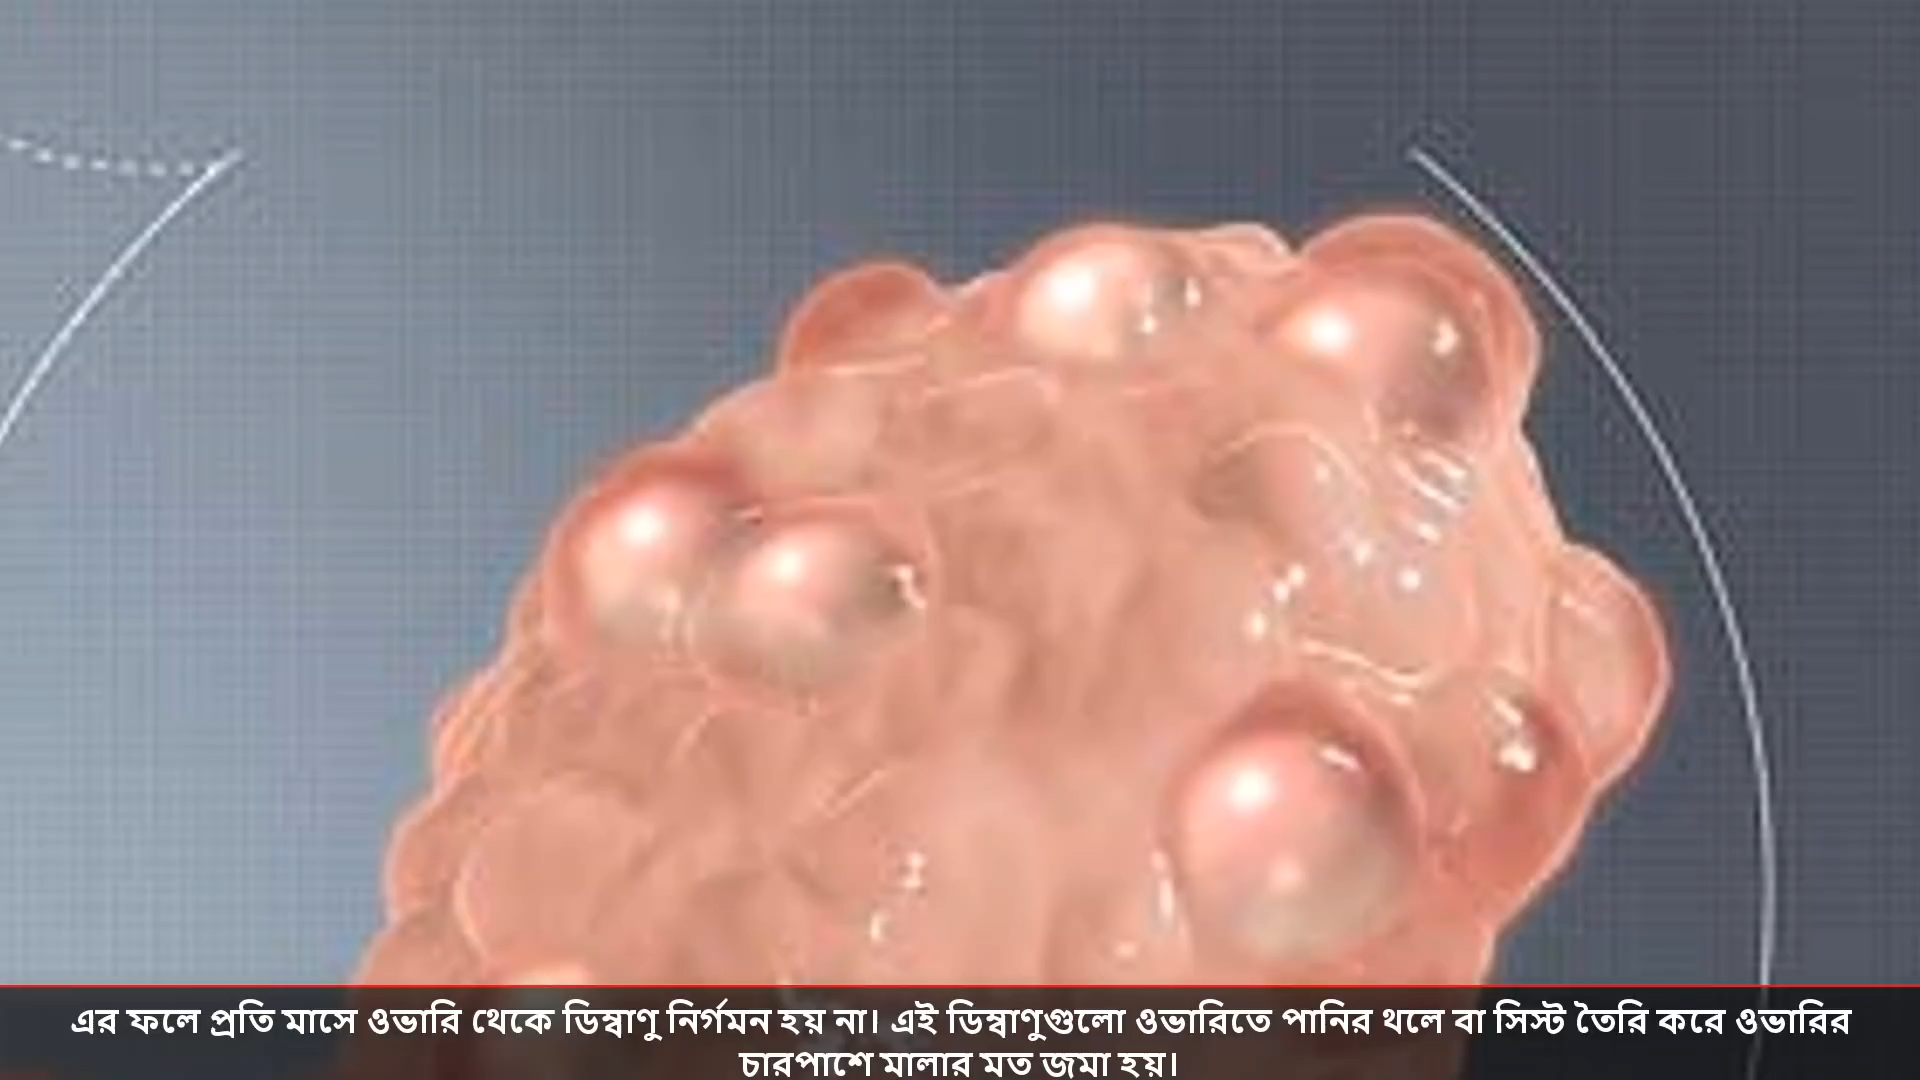 এর ফলে প্রতি মাসে ওভারি থেকে ডিম্বাণু নির্গমন হয় না। এই ডিম্বাণুগুলো ওভারিতে পানির থলে বা সিস্ট তৈরি করে ওভারির
চারপাশে মালার মত জমা হয়।